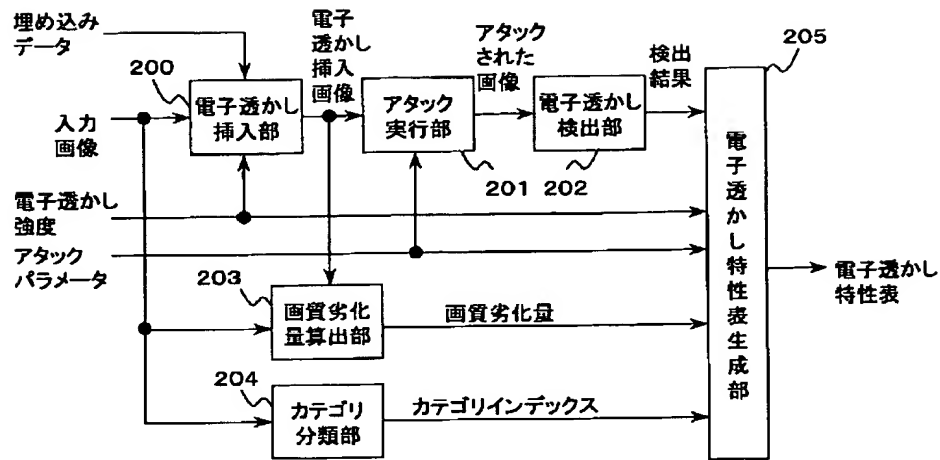 埋め込み
データ
200
電子透かし
挿入部
電子
透かし
挿入
画像
アタック
実行部
201
アタック
された
画像
電子透かし
検出部
202
検出
結果
205
入力
画像
電子透かし
強度
アタック
パラメータ
203
画質劣化
量算出部
画質劣化量
204
カテゴリ
分類部
カテゴリインデックス
電子透かし特性表生成部
電子透かし
特性表